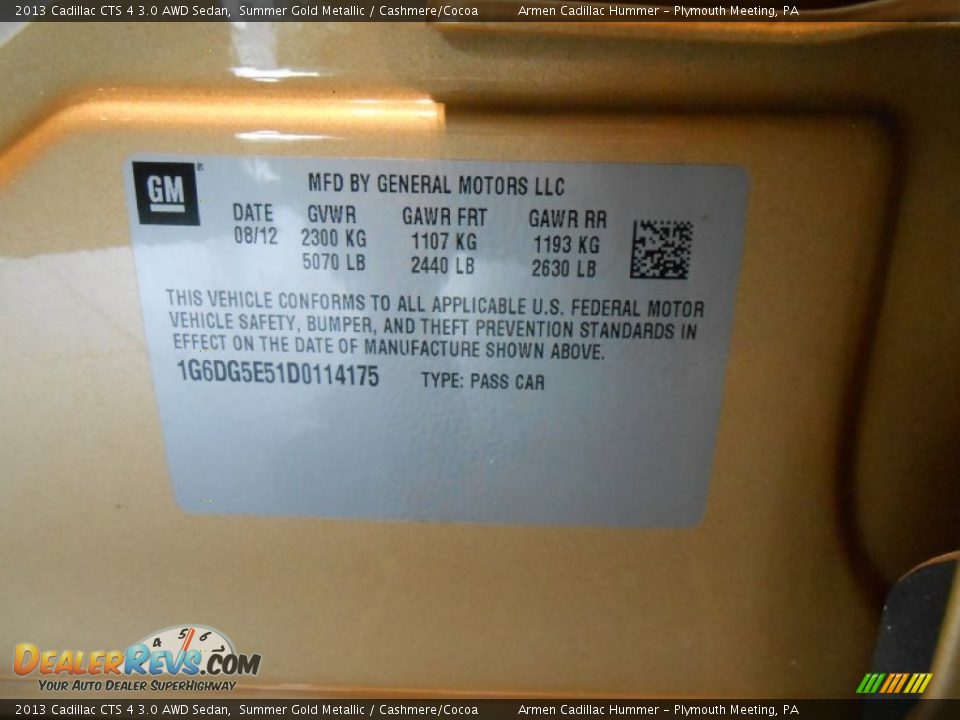 2013 Cadillac CTS 4 3.0 AWD Sedan, Summer Gold Metallic / Cashmere/Cocoa Armen Cadillac Hummer - Plymouth Meeting, PA
GM ®
MFD BY GENERAL MOTORS LLC
DATE GVWR GAWR FRT GAWR RR
08/12 2300 KG 1107 KG 1193 KG
5070 LB 2440 LB 2630 LB
THIS VEHICLE CONFORMS TO ALL APPLICABLE U.S. FEDERAL MOTOR
VEHICLE SAFETY, BUMPER, AND THEFT PREVENTION STANDARDS IN
EFFECT ON THE DATE OF MANUFACTURE SHOWN ABOVE.
1G6DG5E51D0114175 TYPE: PASS CAR
4 5 6
DealerRevs.com
Your Auto Dealer SuperHighway
2013 Cadillac CTS 4 3.0 AWD Sedan, Summer Gold Metallic / Cashmere/Cocoa Armen Cadillac Hummer - Plymouth Meeting, PA